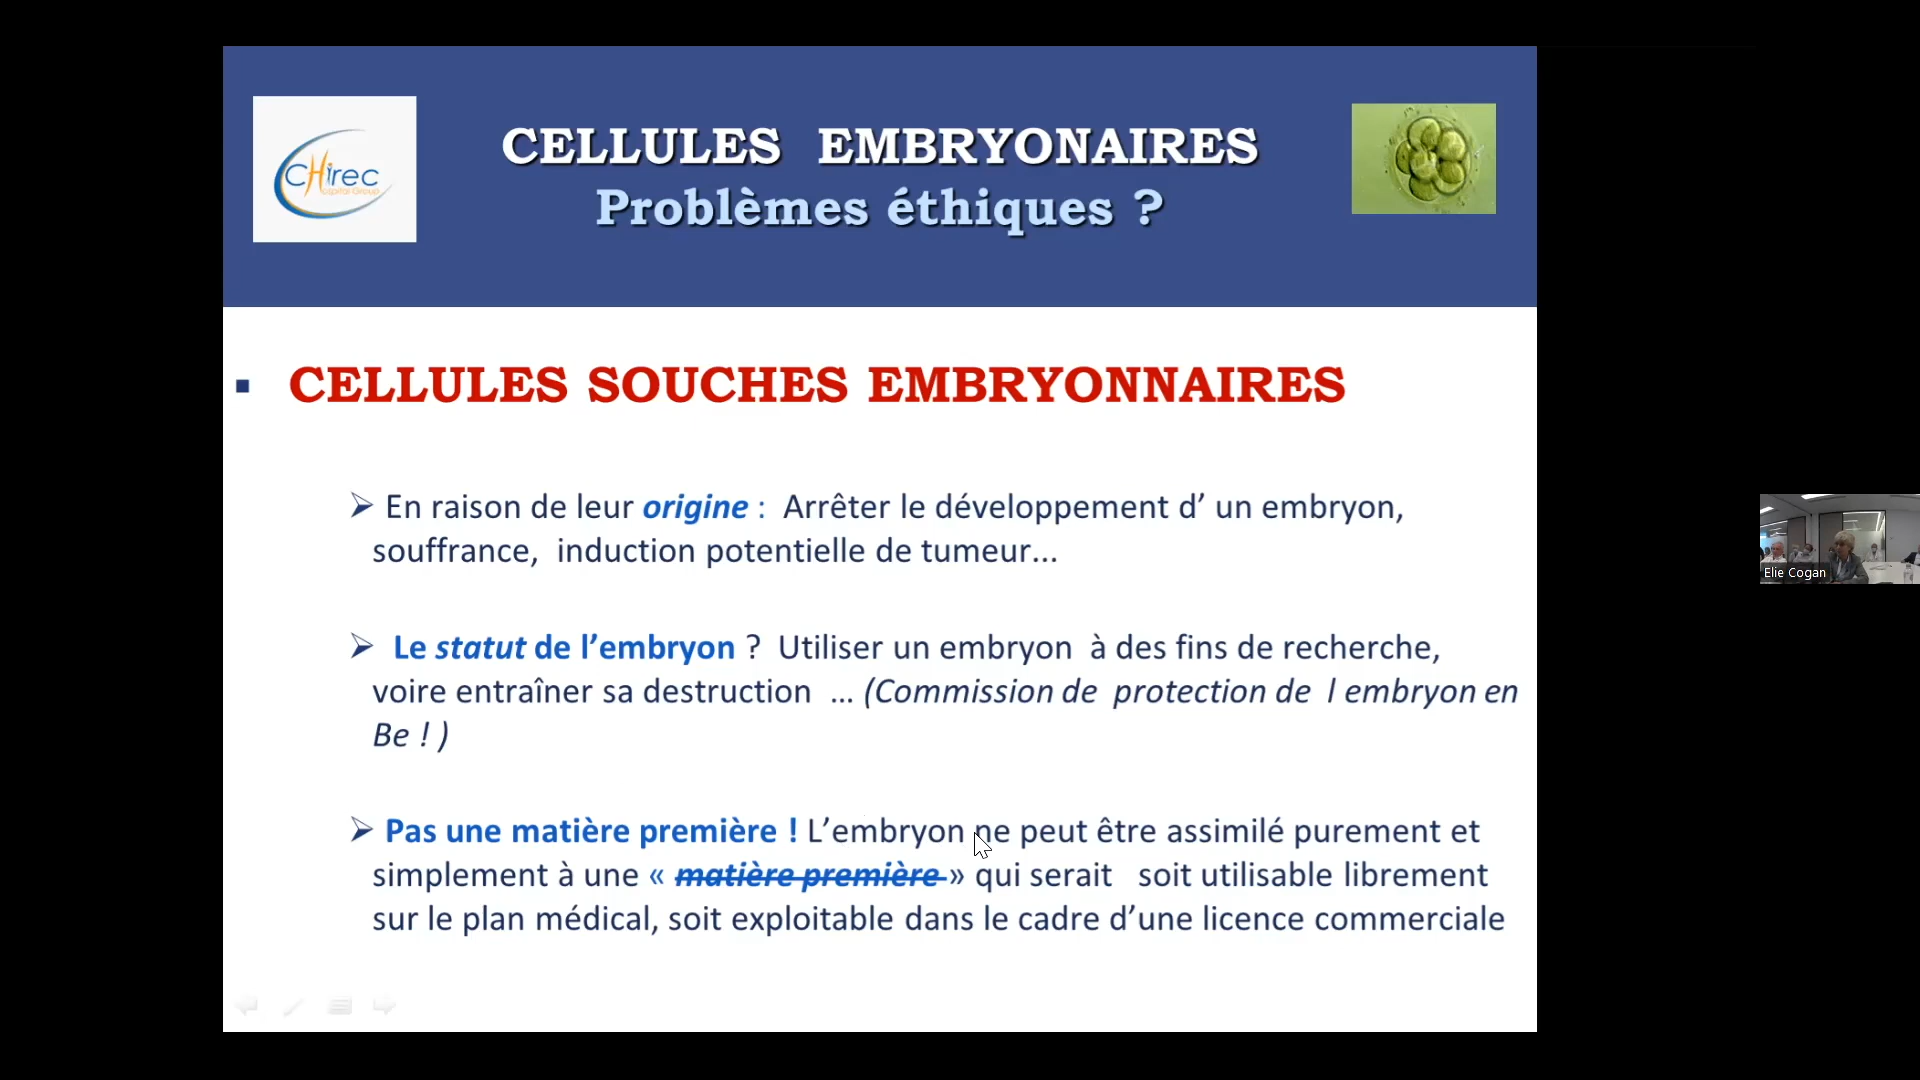 CHirec
Hospital Group
CELLULES EMBRYONAIRES
Problèmes éthiques ?
▪ CELLULES SOUCHES EMBRYONNAIRES
➢ En raison de leur origine : Arrêter le développement d’ un embryon,
souffrance, induction potentielle de tumeur...
➢ Le statut de l’embryon ? Utiliser un embryon à des fins de recherche,
voire entraîner sa destruction ... (Commission de protection de l embryon en
Be ! )
➢ Pas une matière première ! L’embryon ne peut être assimilé purement et
simplement à une « matière première » qui serait soit utilisable librement
sur le plan médical, soit exploitable dans le cadre d’une licence commerciale
Elie Cogan